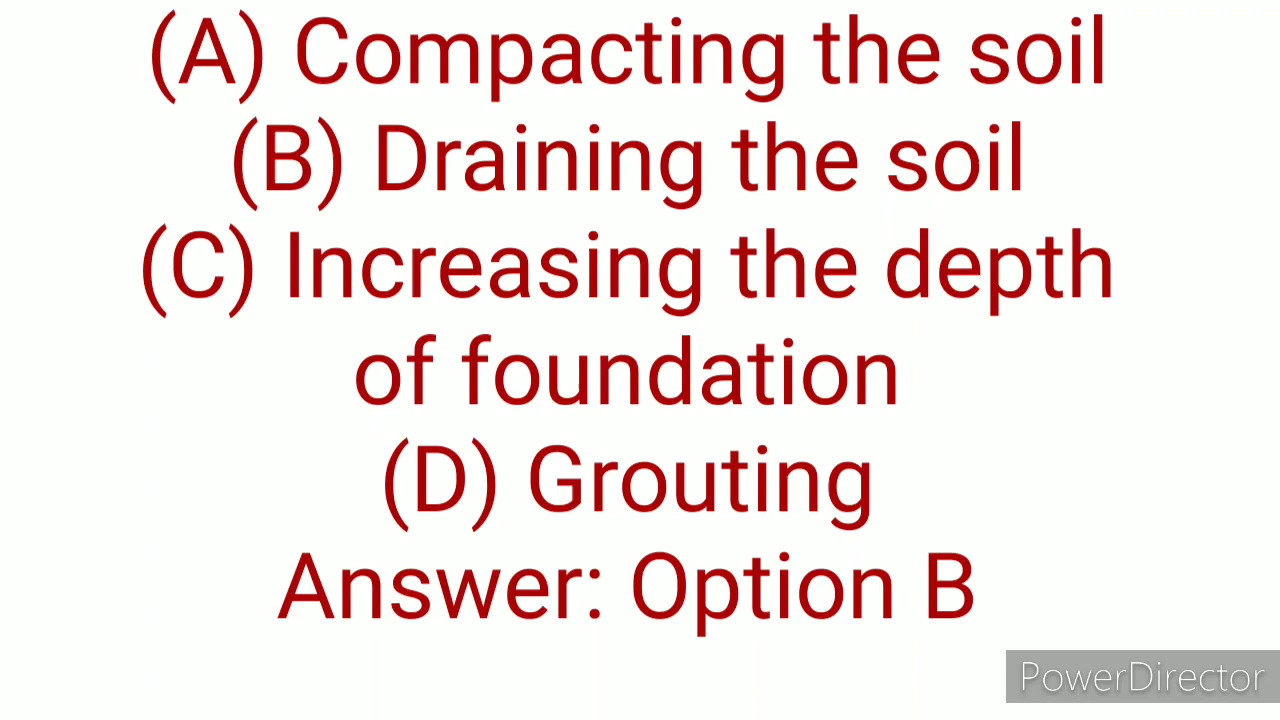 (A) Compacting the soil
(B) Draining the soil
(C) Increasing the depth
of foundation
(D) Grouting
Answer: Option B
PowerDirector